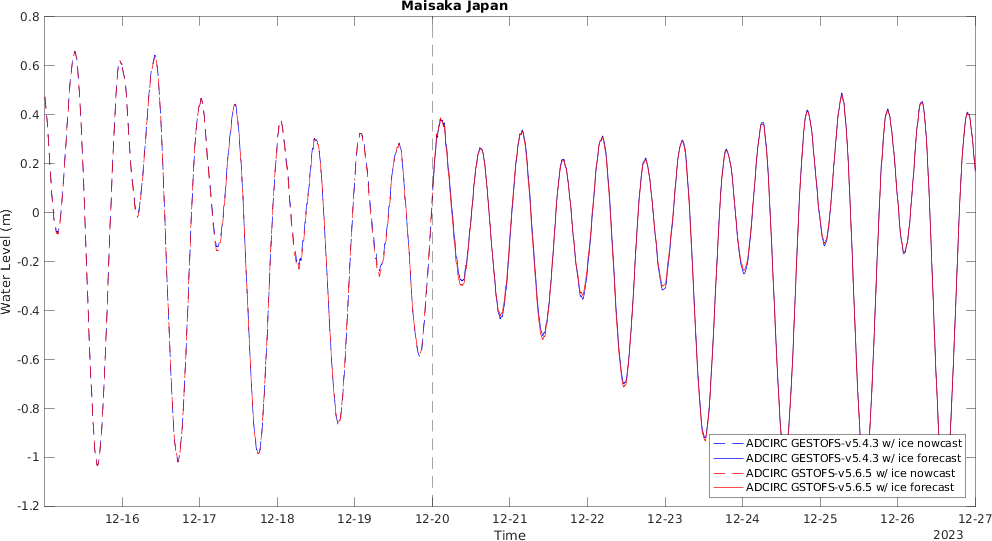 Maisaka Japan
0.8
0.6
0.4
0.2
0
-0.2
-0.4
-0.6
-0.8
-1
-1.2
Water Level (m)
ADCIRC GESTOFS-v5.4.3 w/ ice nowcast
ADCIRC GESTOFS-v5.4.3 w/ ice forecast
ADCIRC GSTOFS-v5.6.5 w/ ice nowcast
ADCIRC GSTOFS-v5.6.5 w/ ice forecast
12-16 12-17 12-18 12-19 12-20 12-21 12-22 12-23 12-24 12-25 12-26 12-27
Time
2023